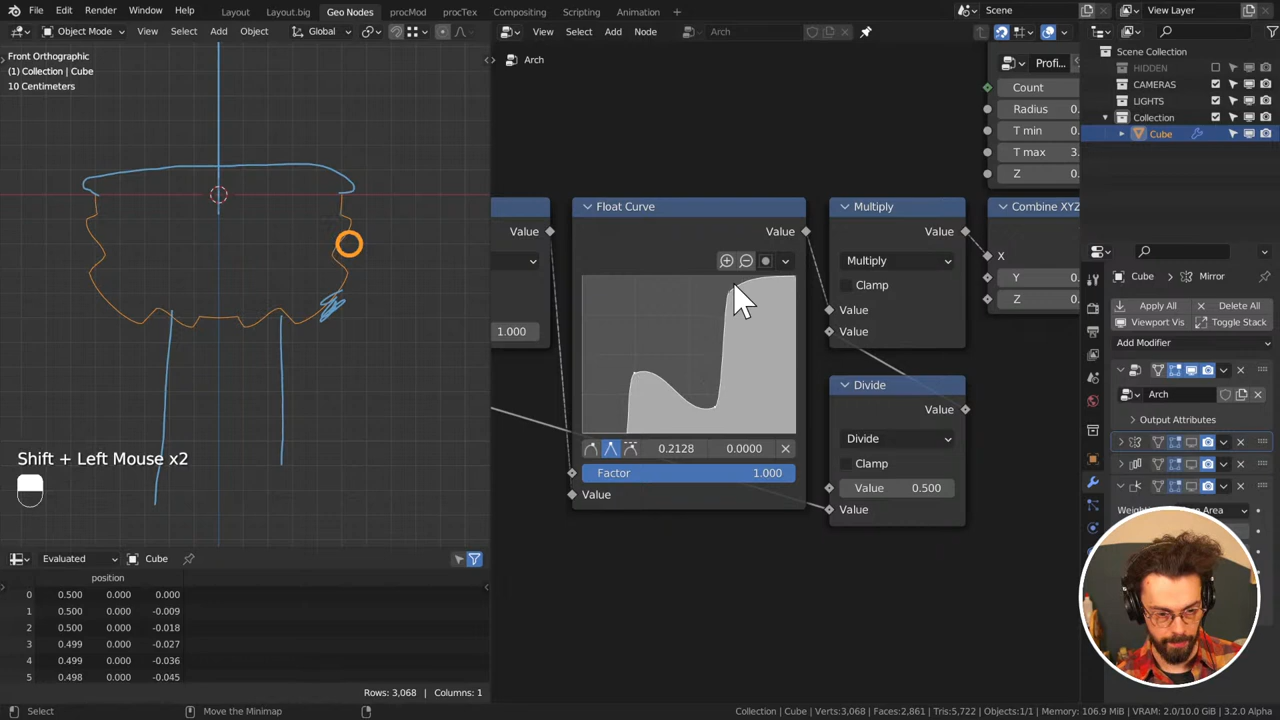 File Edit Render Window Help Layout Layout.big Geo Nodes procMod procTex Compositing Scripting Animation + Scene View Layer
Object Mode View Select Add Object Global View Select Add Node Arch
Front Orthographic
(1) Collection | Cube
10 Centimeters
Arch
Scene Collection
HIDDEN
CAMERAS
LIGHTS
Collection
Cube
Profi...
Count
Radius 0.
T min 0.
T max 3.
Z 0.
Value
1.000
Float Curve
Value
0.2128 0.0000
Factor 1.000
Value
Multiply
Value
Multiply
Clamp
Value
Value
Divide
Value
Divide
Clamp
Value 0.500
Value
Combine XYZ
X
Y 0.
Z 0.
Cube Mirror
Apply All Delete All
Viewport Vis Toggle Stack
Add Modifier
Arch
Output Attributes
Area
Shift + Left Mouse x2
Evaluated Cube
position
0 0.500 0.000 0.000
1 0.500 0.000 -0.009
2 0.500 0.000 -0.018
3 0.499 0.000 -0.027
4 0.499 0.000 -0.036
5 0.498 0.000 -0.045
Rows: 3,068 | Columns: 1
Select Move the Minimap Collection | Cube | Verts:3,068 | Faces:2,861 | Tris:5,722 | Objects:1/1 | Memory: 106.9 MiB | VRAM: 2.0/10.0 GiB | 3.2.0 Alpha